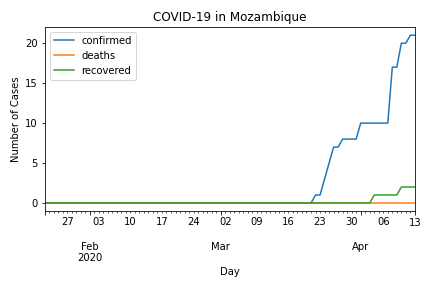 COVID-19 in Mozambique
confirmed
deaths
recovered
Number of Cases
20
15
10
5
0
27 03 10 17 24 02 09 16 23 30 06 13
Feb Mar Apr
2020
Day